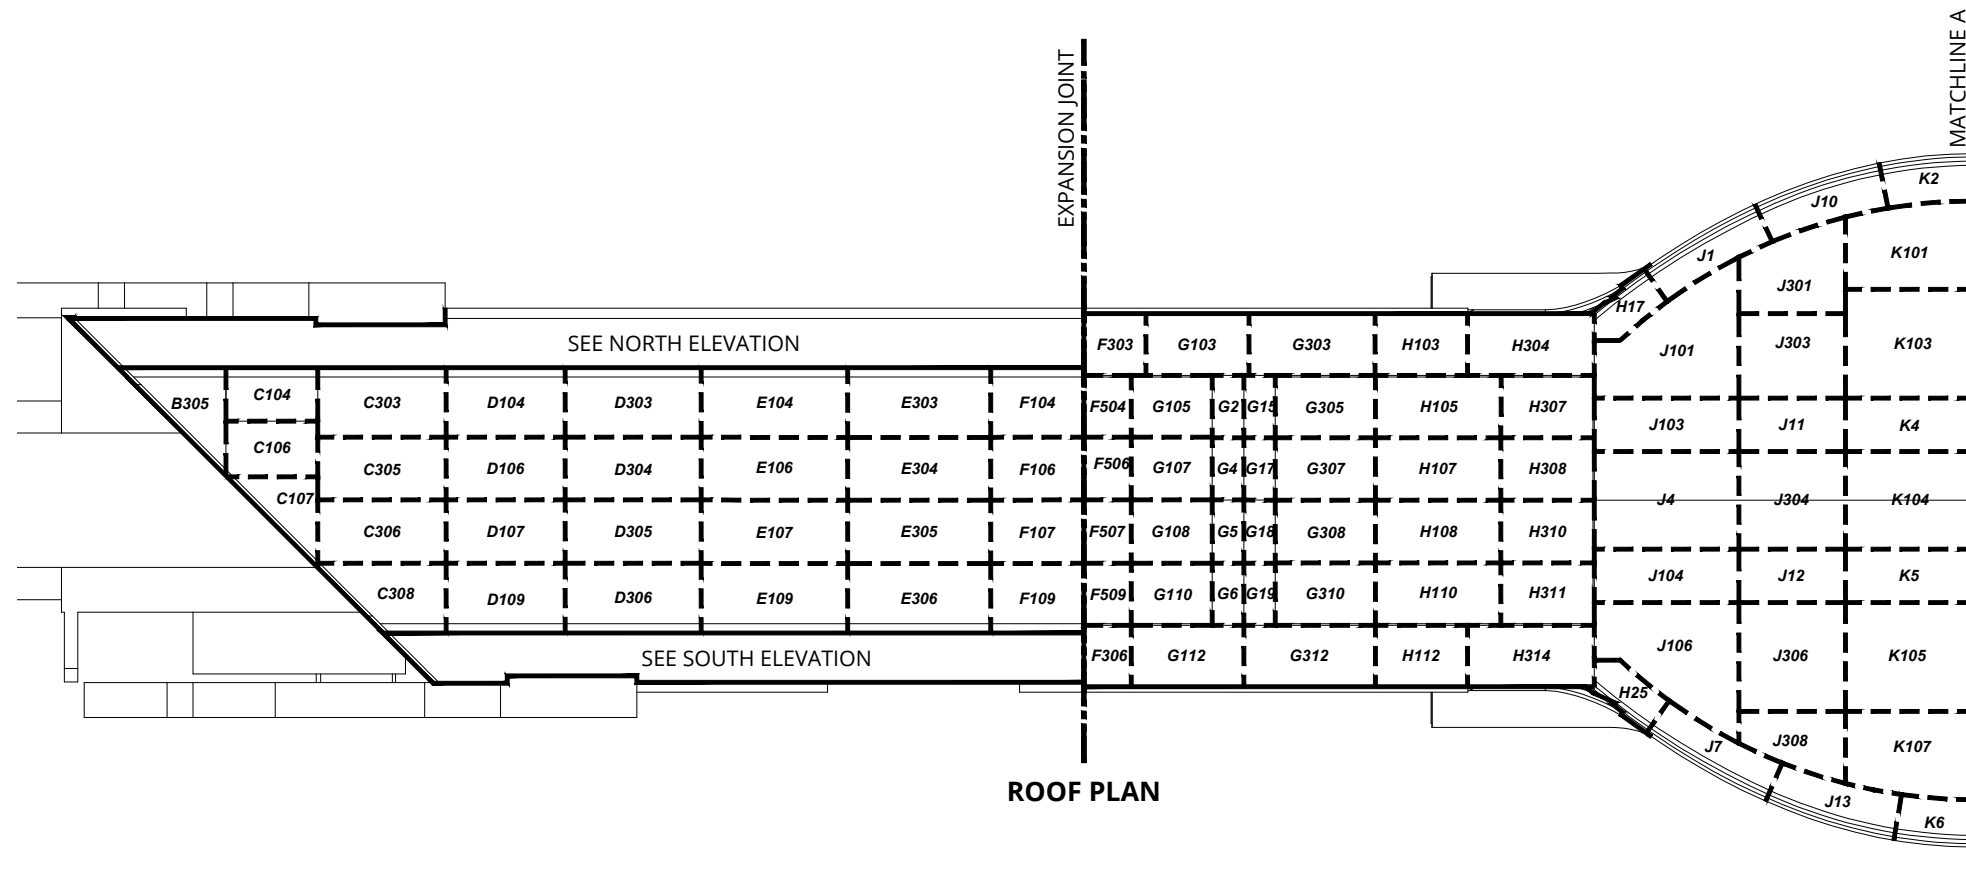 MATCHLINE A
EXPANSION JOINT
K2
J10
J1
K101
J301
H17
SEE NORTH ELEVATION
F303 G103 G303 H103 H304
J101 J303 K103
B305 C104 C303 D104 D303 E104 E303 F104
F504 G105 G2 G15 G305 H105 H307
J103 J11 K4
C106 C305 D106 D304 E106 E304 F106
F506 G107 G4 G17 G307 H107 H308
C107
J4 J304 K104
C306 D107 D305 E107 E305 F107
F507 G108 G5 G18 G308 H108 H310
J104 J12 K5
C308 D109 D306 E109 E306 F109
F509 G110 G6 G19 G310 H110 H311
SEE SOUTH ELEVATION
F306 G112 G312 H112 H314
J106 J306 K105
H25
J7 J308 K107
ROOF PLAN
J13
K6